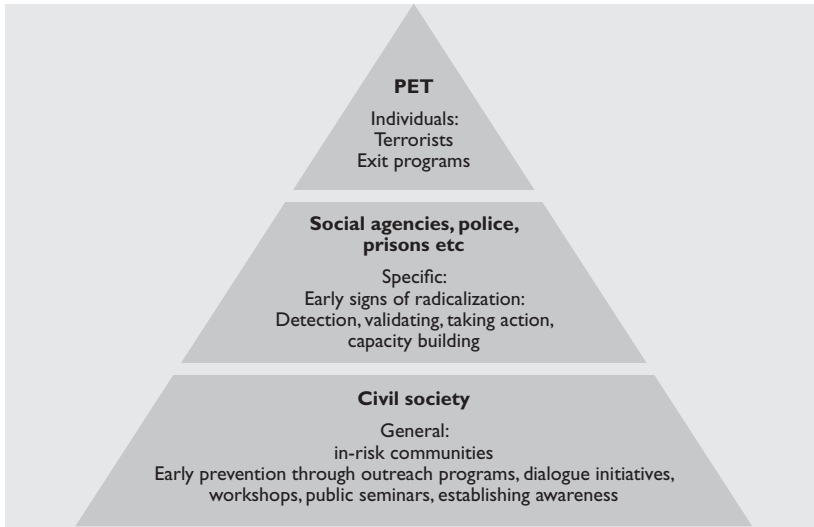 PET
Individuals:
Terrorists
Exit programs
Social agencies, police,
prisons etc
Specific:
Early signs of radicalization:
Detection, validating, taking action,
capacity building
Civil society
General:
in-risk communities
Early prevention through outreach programs, dialogue initiatives,
workshops, public seminars, establishing awareness